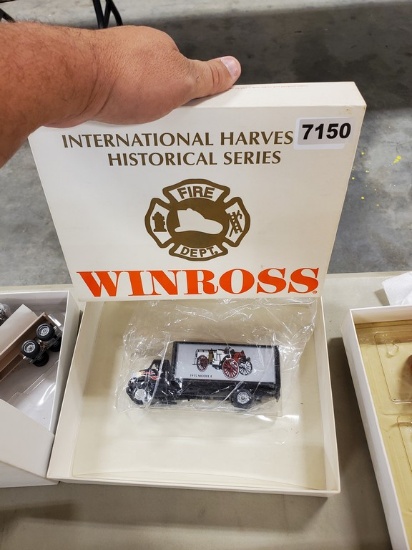 INTERNATIONAL HARVES
7150
HISTORICAL SERIES
FIRE
DEPT.
WINROSS